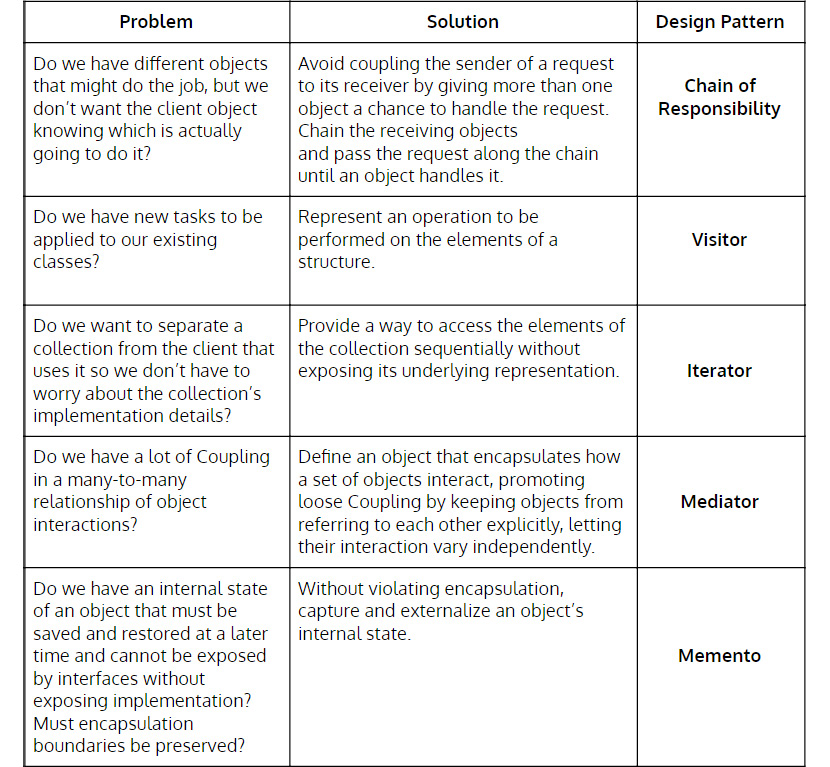 Problem
Solution
Design Pattern
Do we have different objects
that might do the job, but we
don’t want the client object
knowing which is actually
going to do it?
Avoid coupling the sender of a request
to its receiver by giving more than one
object a chance to handle the request.
Chain the receiving objects
and pass the request along the chain
until an object handles it.
Chain of
Responsibility
Do we have new tasks to be
applied to our existing
classes?
Represent an operation to be
performed on the elements of a
structure.
Visitor
Do we want to separate a
collection from the client that
uses it so we don’t have to
worry about the collection’s
implementation details?
Provide a way to access the elements of
the collection sequentially without
exposing its underlying representation.
Iterator
Do we have a lot of Coupling
in a many-to-many
relationship of object
interactions?
Define an object that encapsulates how
a set of objects interact, promoting
loose Coupling by keeping objects from
referring to each other explicitly, letting
their interaction vary independently.
Mediator
Do we have an internal state
of an object that must be
saved and restored at a later
time and cannot be exposed
by interfaces without
exposing implementation?
Must encapsulation
boundaries be preserved?
Without violating encapsulation,
capture and externalize an object’s
internal state.
Memento